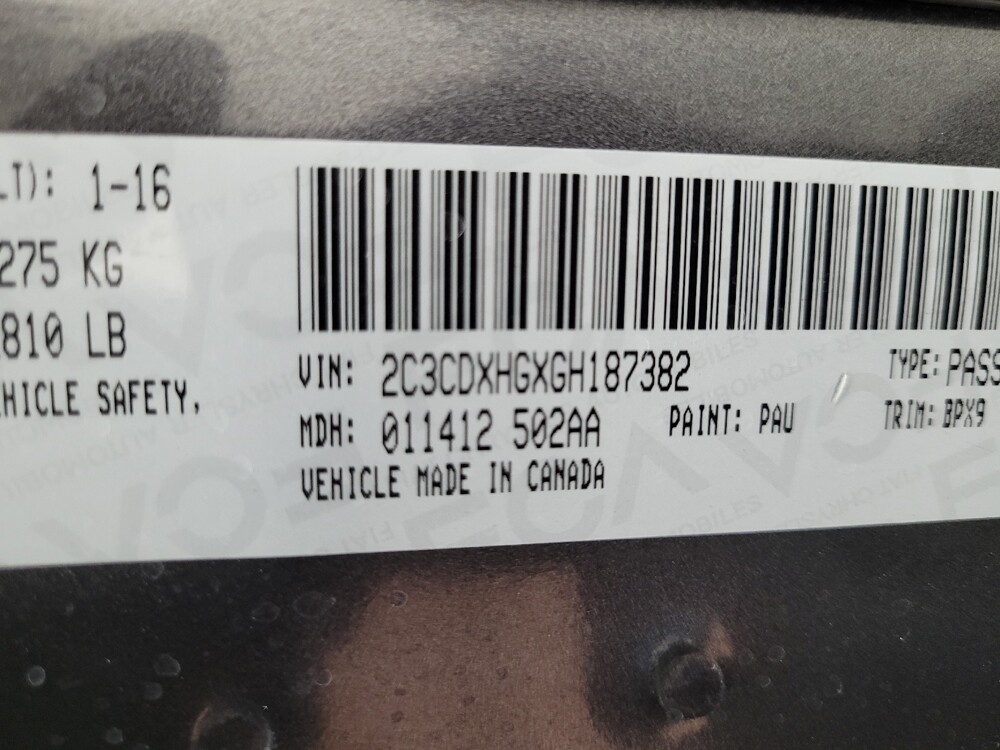 LT): 1-16
275 KG
810 LB
HICLE SAFETY,
VIN: 2C3CDXHGXGH187382
TYPE: PASS
MDH: 011412 502AA PAINT: PAU TRIM: BPX9
VEHICLE MADE IN CANADA